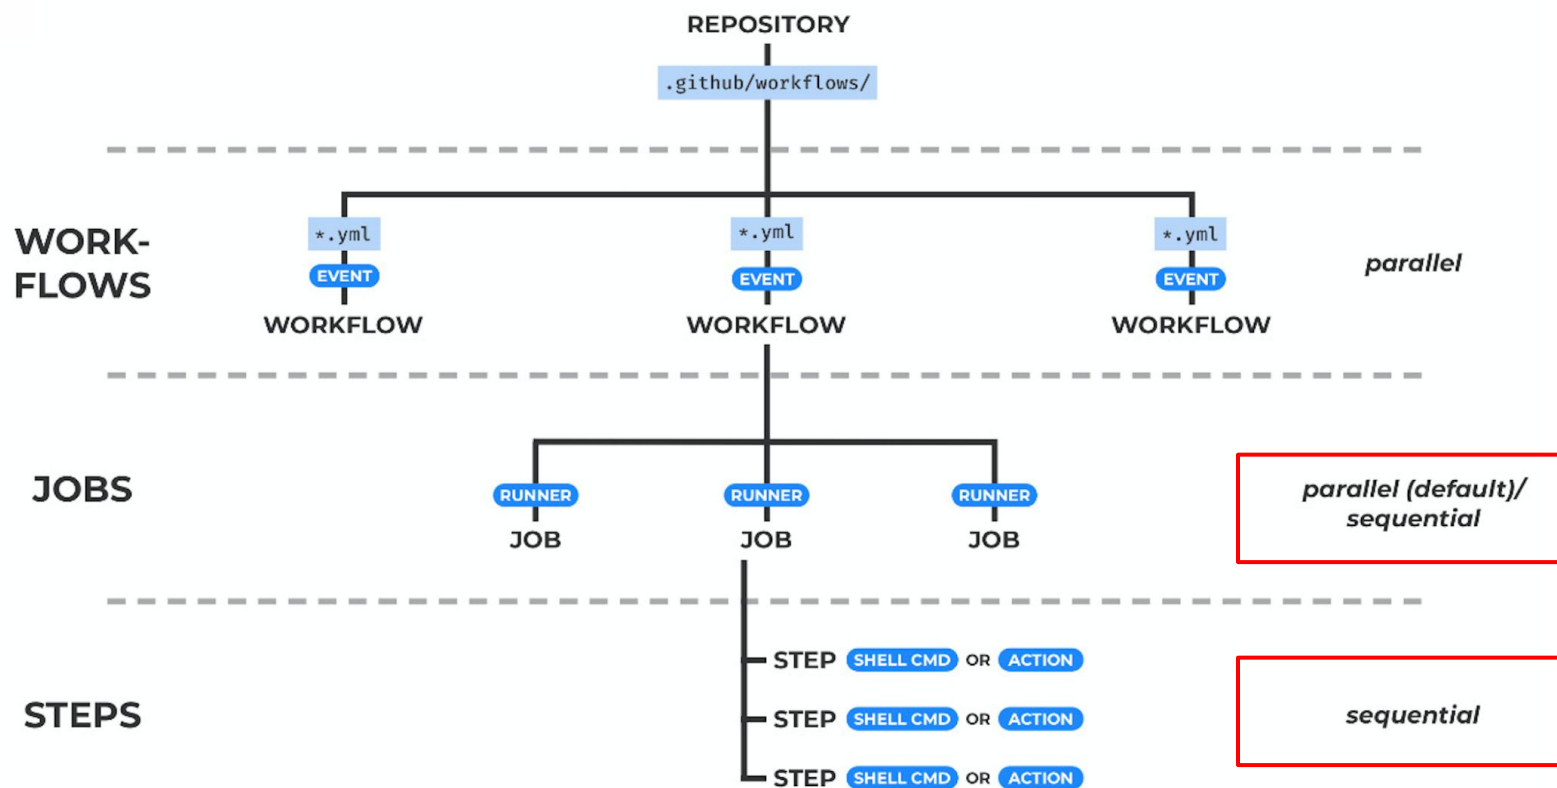 REPOSITORY
.github/workflows/
WORK-
FLOWS
*.yml
*.yml
*.yml
EVENT
EVENT
EVENT
WORKFLOW
WORKFLOW
WORKFLOW
parallel
JOBS
RUNNER
RUNNER
RUNNER
JOB
JOB
JOB
parallel (default)/
sequential
STEPS
STEP SHELL CMD OR ACTION
STEP SHELL CMD OR ACTION
STEP SHELL CMD OR ACTION
sequential